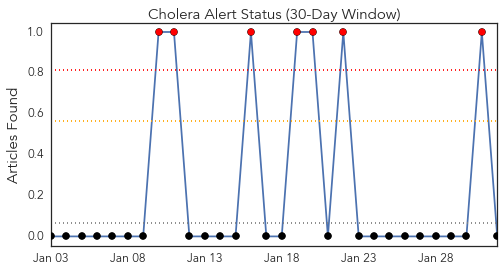 Cholera Alert Status (30-Day Window)
Articles Found
1.0
0.8
0.6
0.4
0.2
0.0
Jan 03 Jan 08 Jan 13 Jan 18 Jan 23 Jan 28